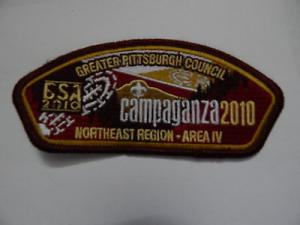 GREATER PITTSBURGH COUNCIL
BSA
2010
campaganza2010
NORTHEAST REGION - AREA IV